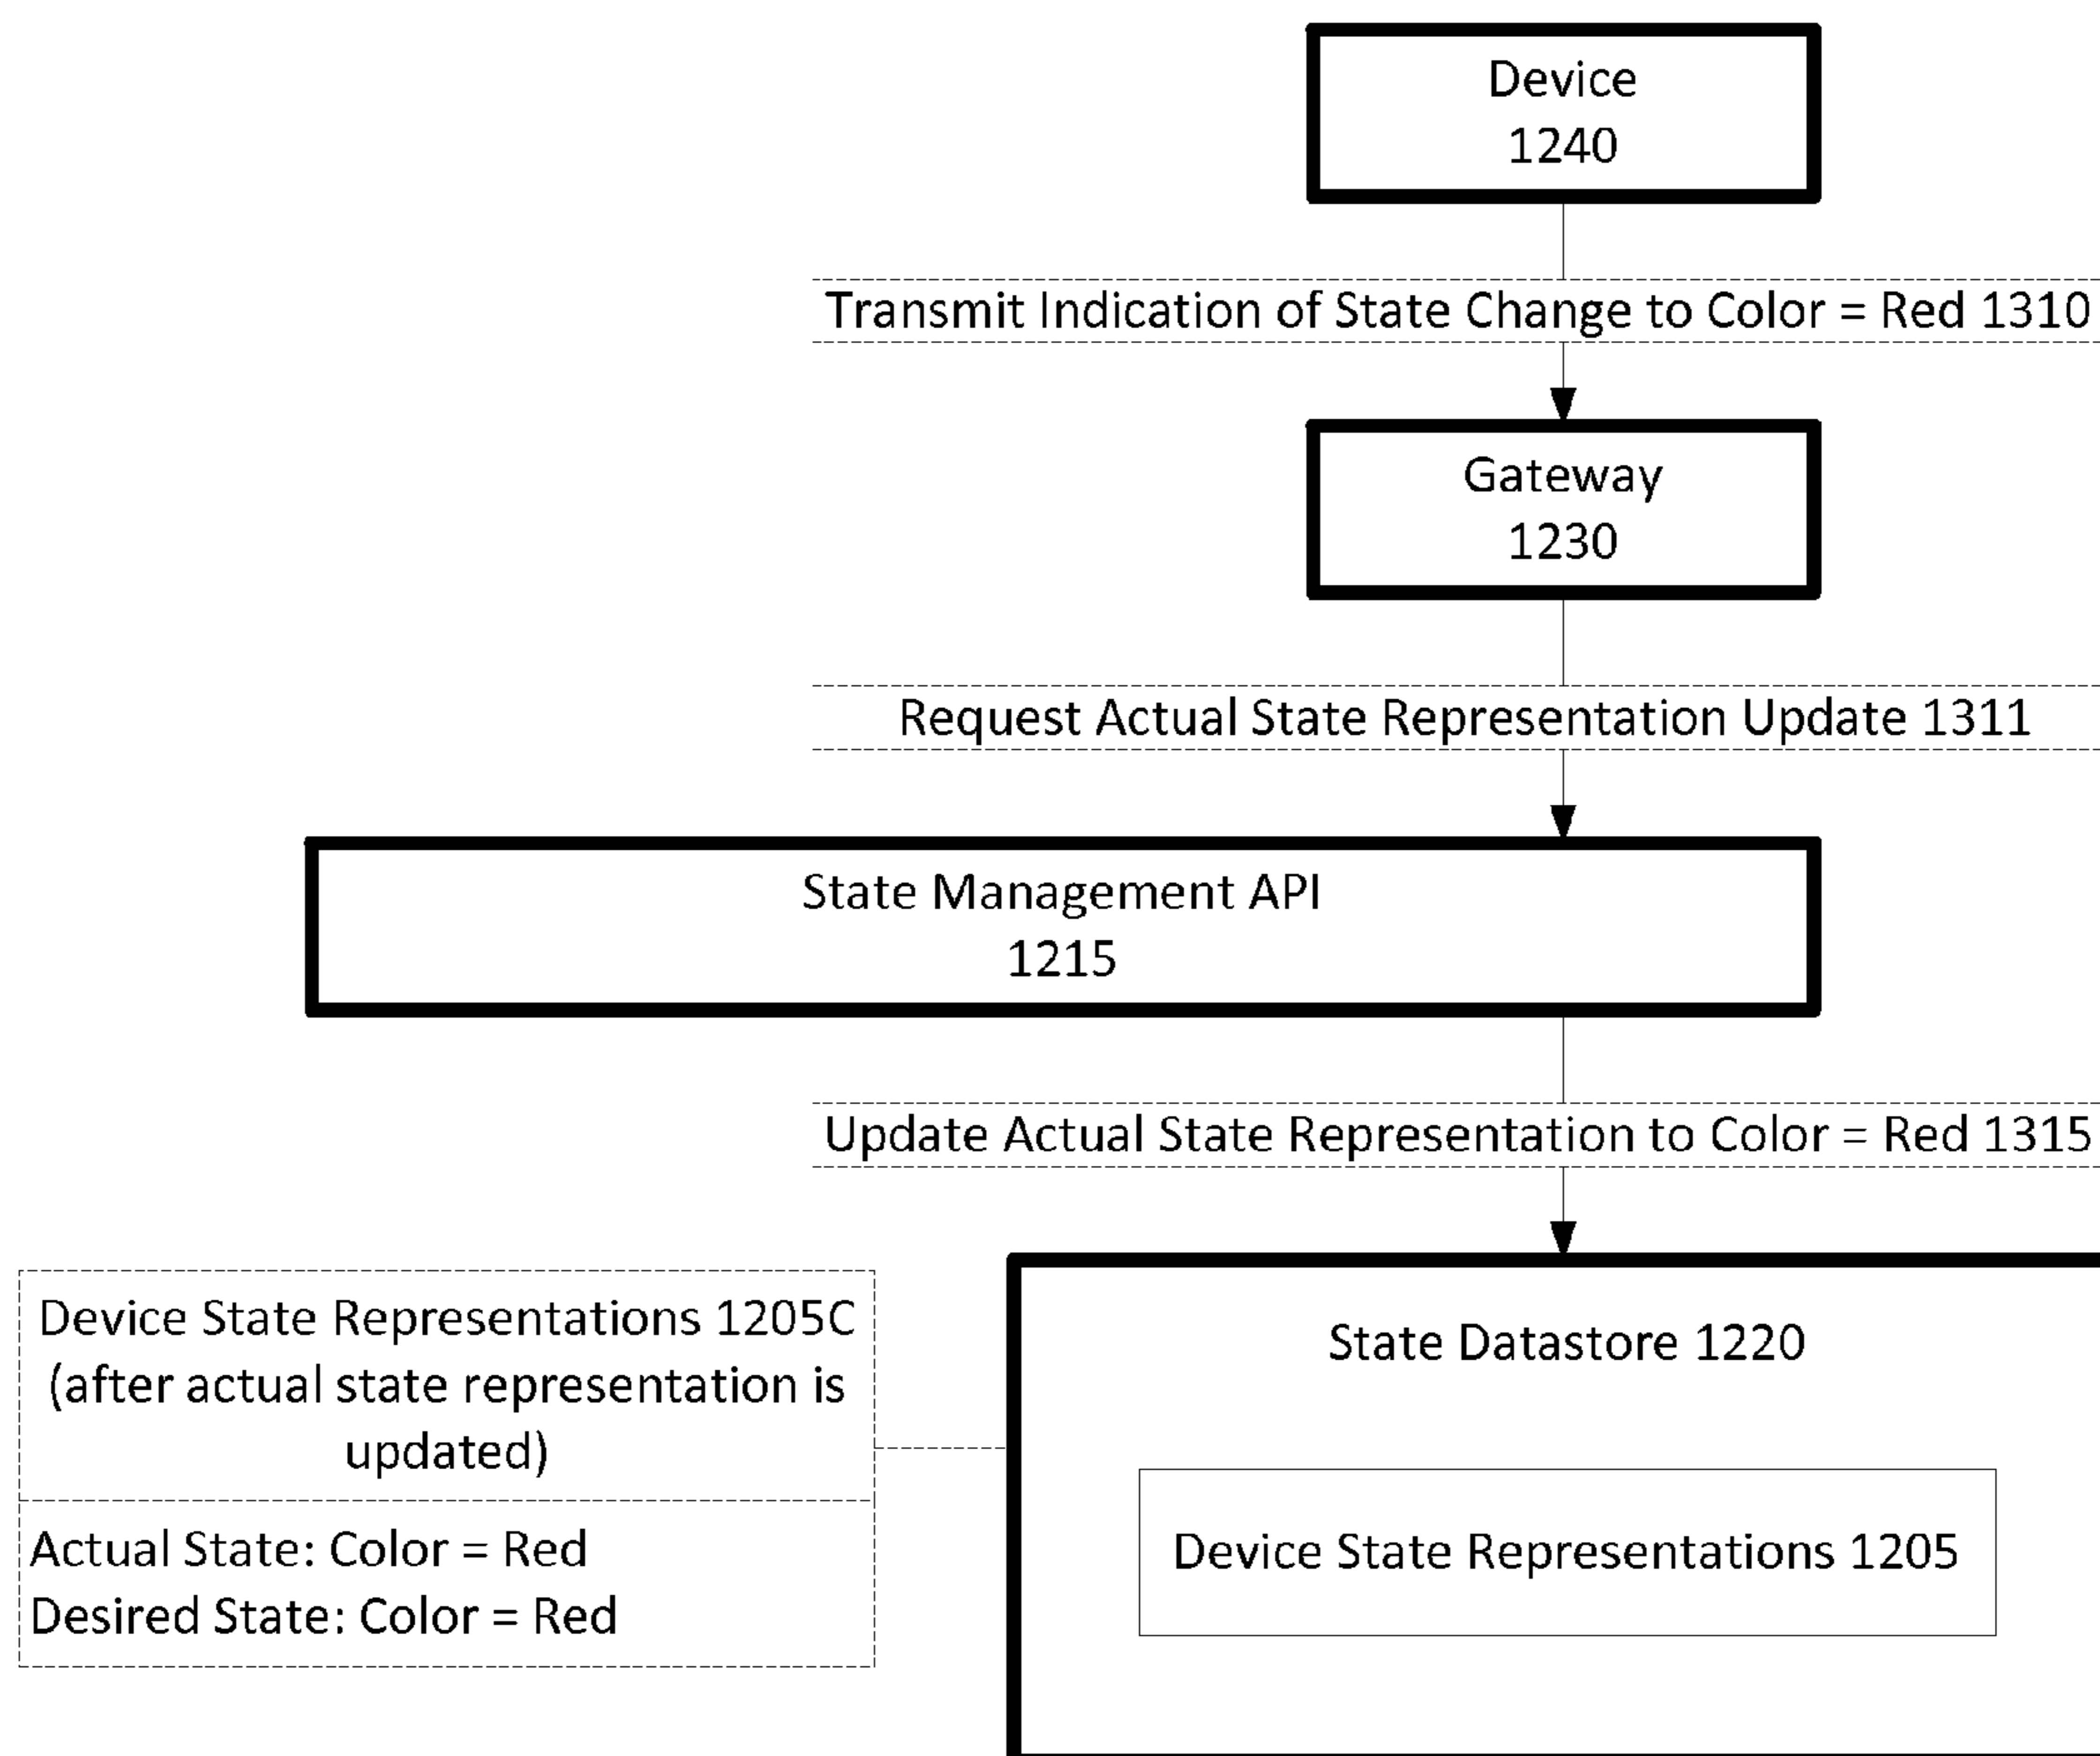 Device
1240
Transmit Indication of State Change to Color = Red 1310
Gateway
1230
Request Actual State Representation Update 1311
State Management API
1215
Update Actual State Representation to Color = Red 1315
Device State Representations 1205C
(after actual state representation is
updated)
Actual State: Color = Red
Desired State: Color = Red
State Datastore 1220
Device State Representations 1205